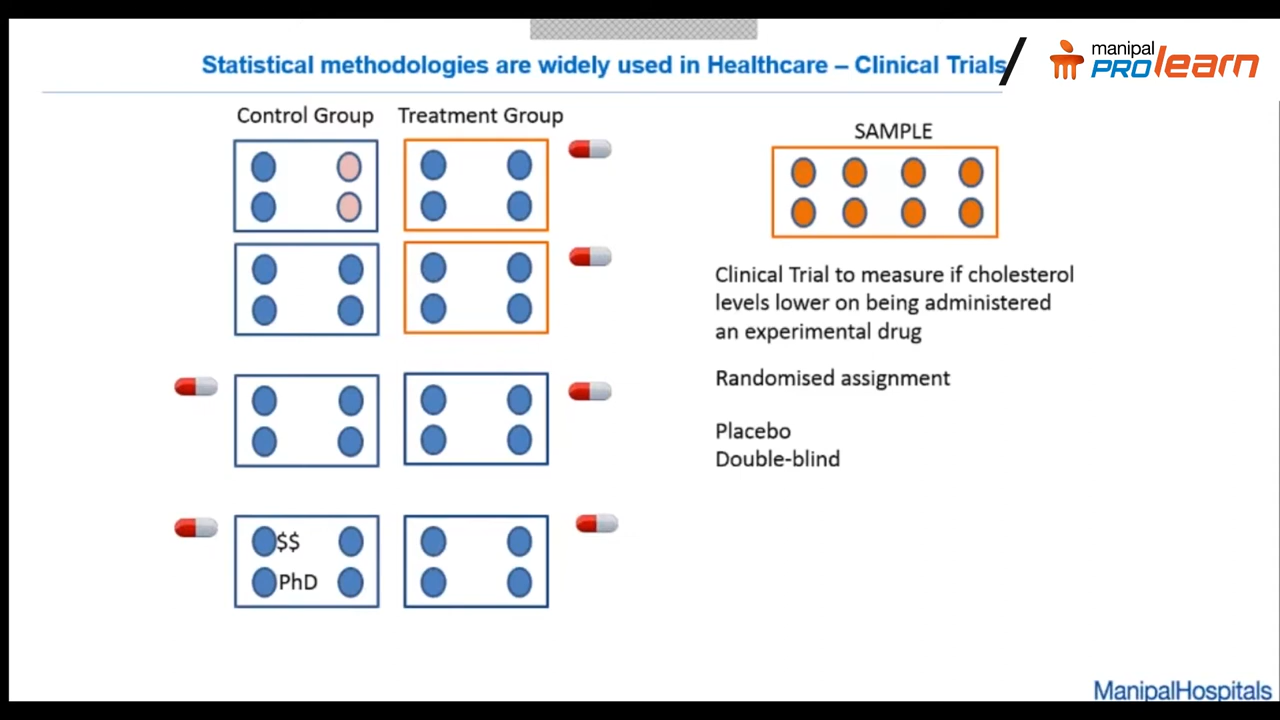 Statistical methodologies are widely used in Healthcare – Clinical Trials
manipal
PROlearn
Control Group
Treatment Group
SAMPLE
Clinical Trial to measure if cholesterol
levels lower on being administered
an experimental drug
Randomised assignment
Placebo
Double-blind
$$
PhD
ManipalHospitals